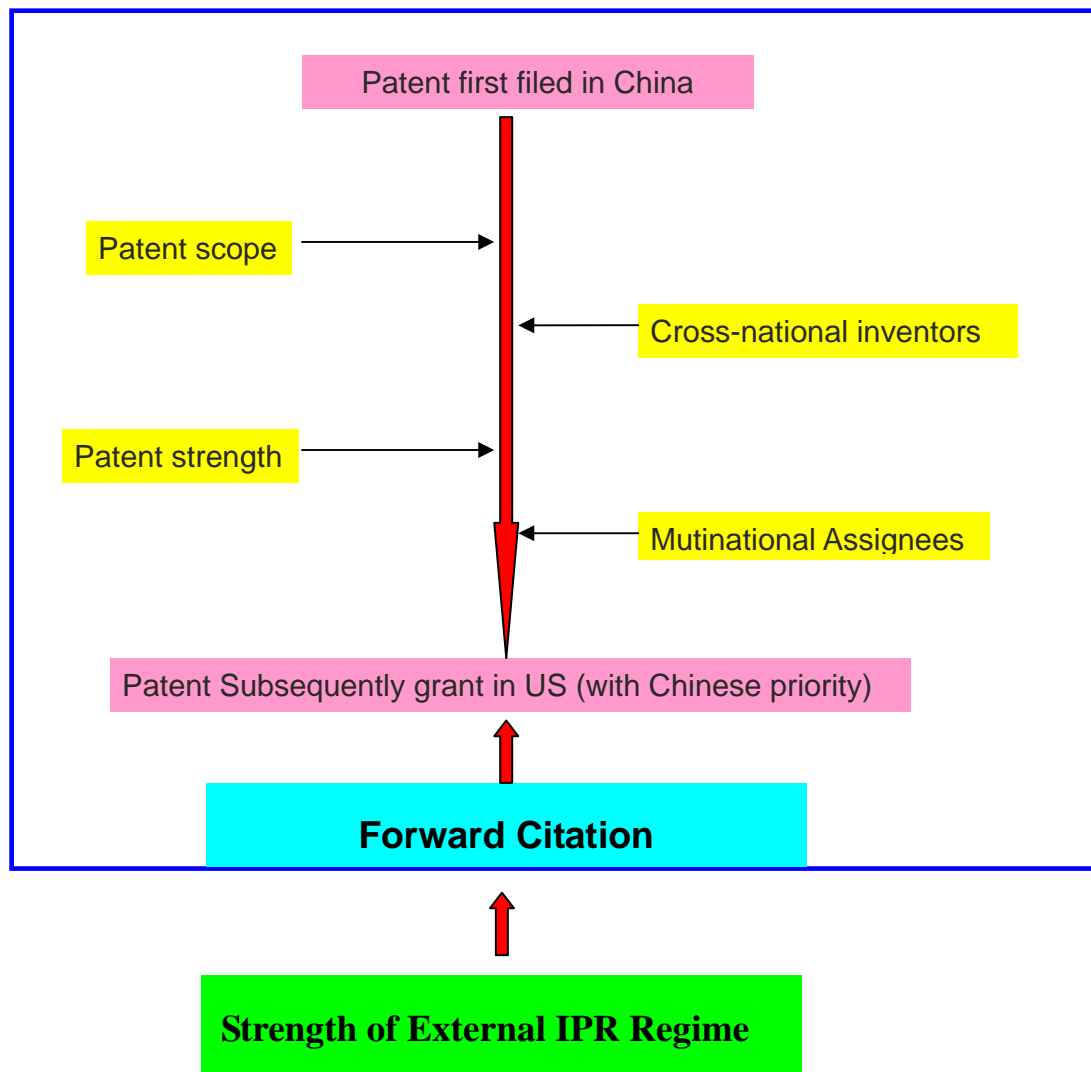 Patent first filed in China
Patent scope
Cross-national inventors
Patent strength
Mutinational Assignees
Patent Subsequently grant in US (with Chinese priority)
Forward Citation
Strength of External IPR Regime